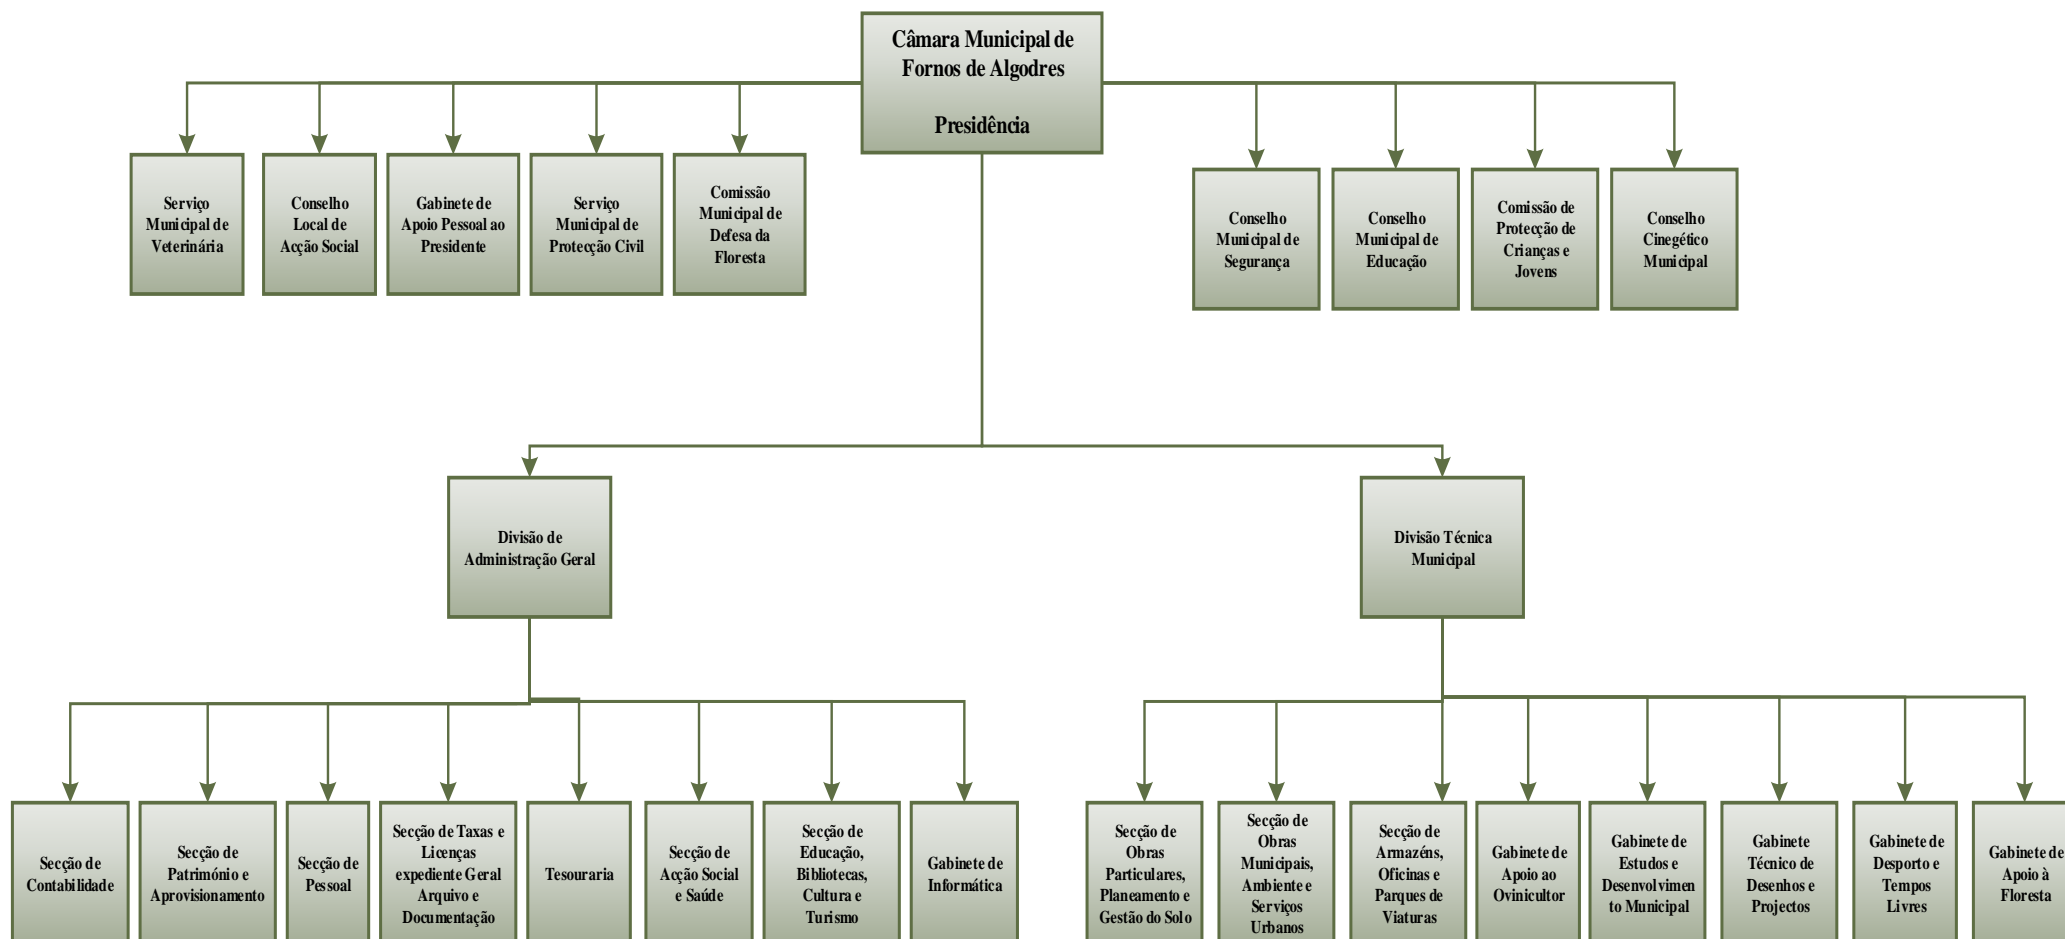 Câmara Municipal de
Fornos de Algodres
Presidência
Serviço
Municipal de
Veterinária
Conselho
Local de
Acção Social
Gabinete de
Apoio Pessoal ao
Presidente
Serviço
Municipal de
Protecção Civil
Comissão
Municipal de
Defesa da
Floresta
Conselho
Municipal de
Segurança
Conselho
Municipal de
Educação
Comissão de
Protecção de
Crianças e
Jovens
Conselho
Cinegético
Municipal
Divisão de
Administração Geral
Divisão Técnica
Municipal
Secção de
Contabilidade
Secção de
Património e
Aprovisionamento
Secção de
Pessoal
Secção de Taxas e
Licenças
expediente Geral
Arquivo e
Documentação
Tesouraria
Secção de
Acção Social
e Saúde
Secção de
Educação,
Bibliotecas,
Cultura e
Turismo
Gabinete de
Informática
Secção de
Obras
Particulares,
Planeamento e
Gestão do Solo
Secção de
Obras
Municipais,
Ambiente e
Serviços
Urbanos
Secção de
Armazéns,
Oficinas e
Parques de
Viaturas
Gabinete de
Apoio ao
Ovinicultor
Gabinete de
Estudos e
Desenvolvimen
to Municipal
Gabinete
Técnico de
Desenhos e
Projectos
Gabinete de
Desporto e
Tempos
Livres
Gabinete de
Apoio à
Floresta